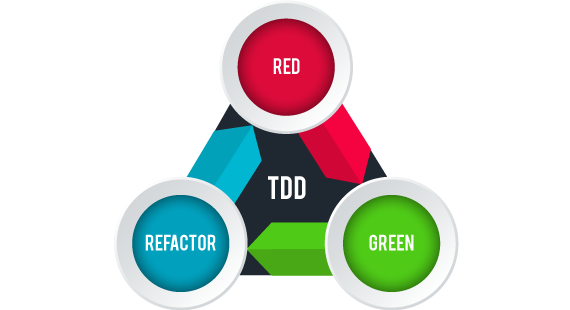 RED
TDD
REFACTOR
GREEN